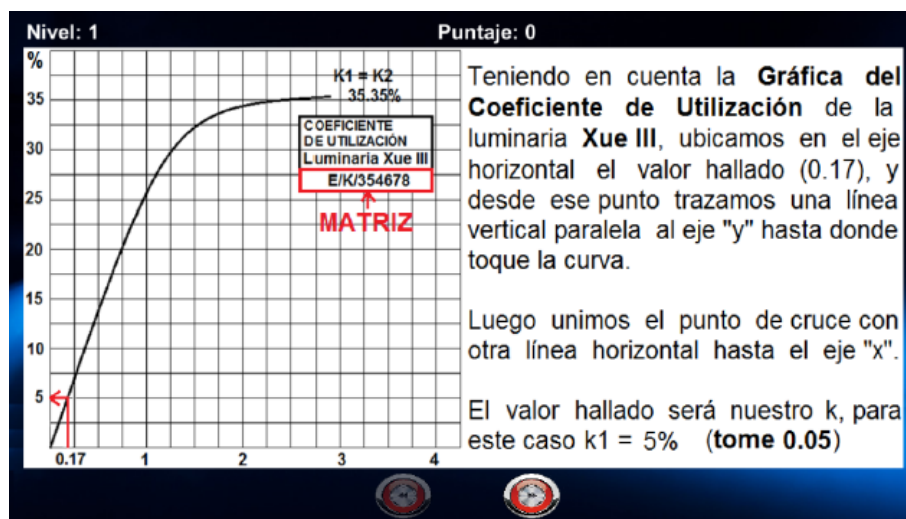 Nivel: 1
Puntaje: 0
%
35
30
25
20
15
10
5
K1 = K2
35.35%
COEFICIENTE
DE UTILIZACIÓN
Luminaria Xue III
E/K/354678
MATRIZ
0.17
1
2
3
4
Teniendo en cuenta la Gráfica del
Coeficiente de Utilización de la
luminaria Xue III, ubicamos en el eje
horizontal el valor hallado (0.17), y
desde ese punto trazamos una línea
vertical paralela al eje "y" hasta donde
toque la curva.
Luego unimos el punto de cruce con
otra línea horizontal hasta el eje "x".
El valor hallado será nuestro k, para
este caso k1 = 5% (tome 0.05)